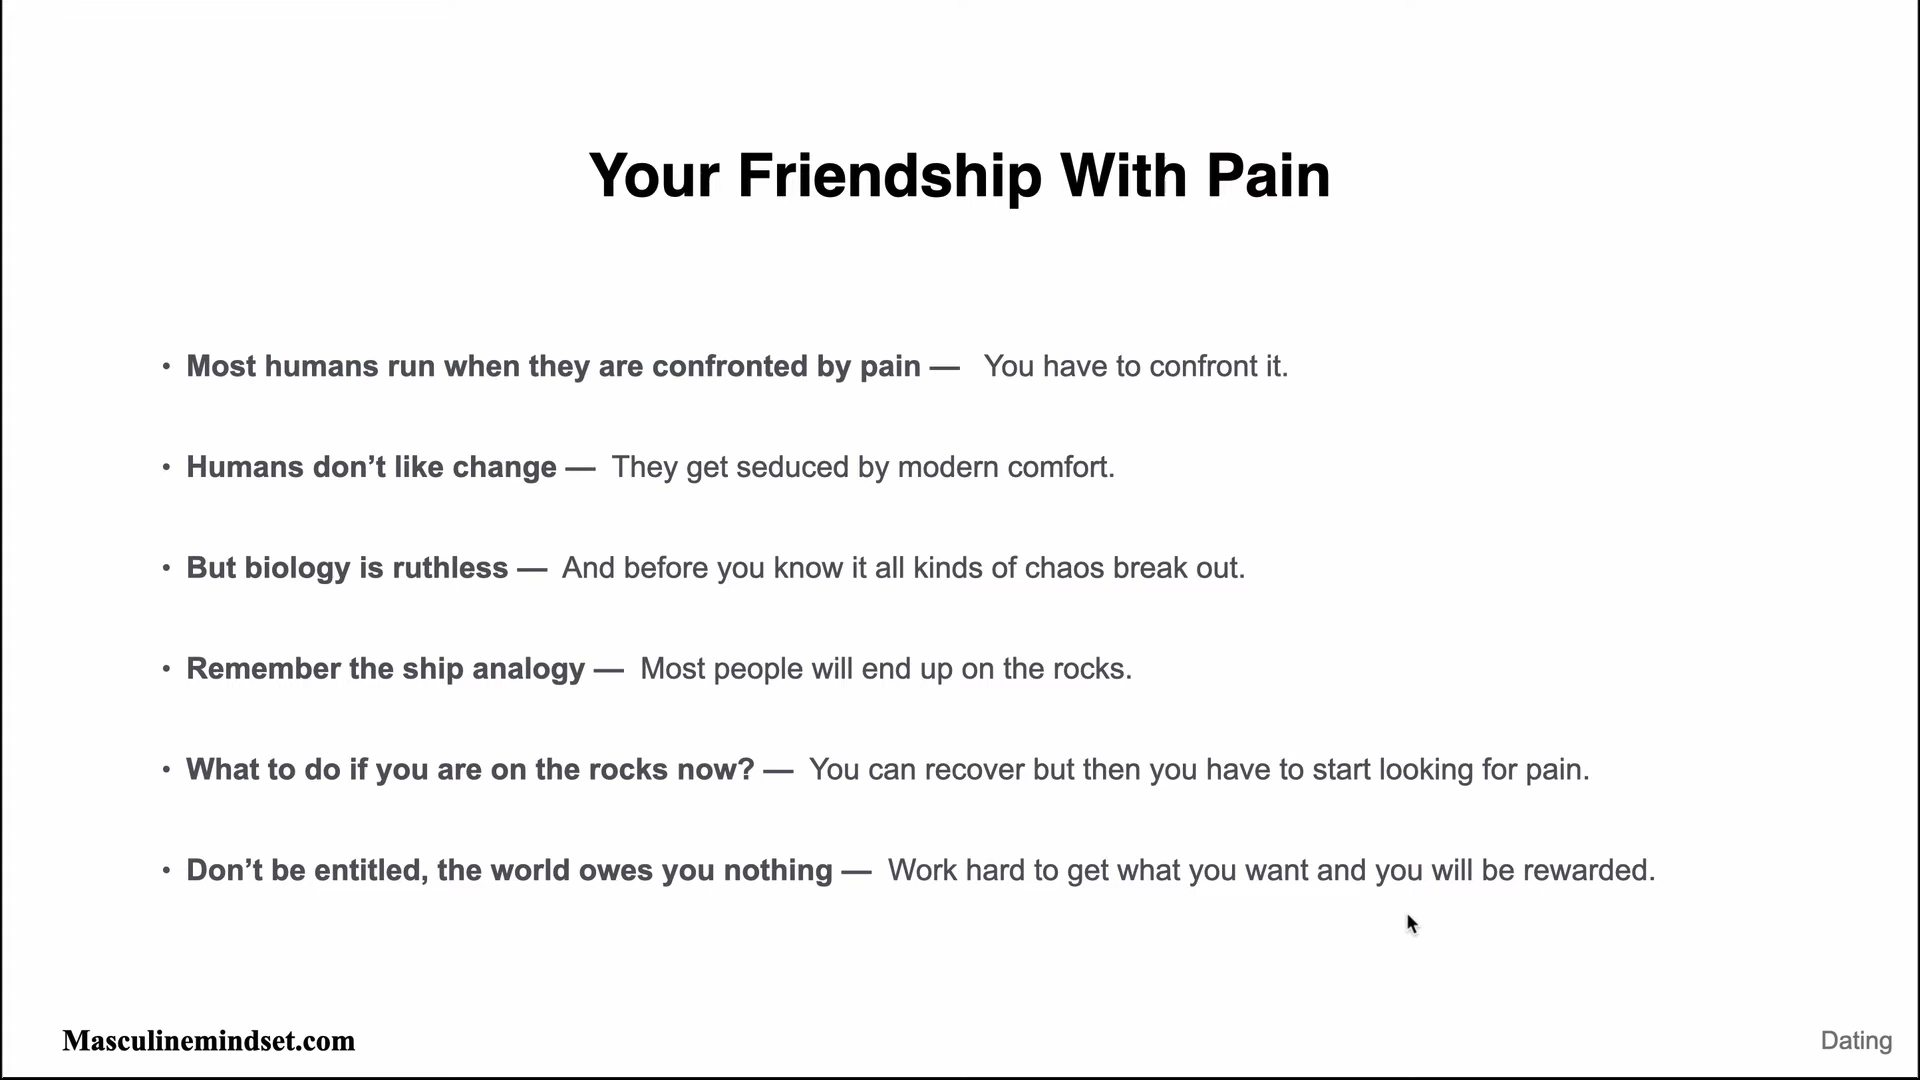 Your Friendship With Pain
• Most humans run when they are confronted by pain — You have to confront it.
• Humans don’t like change — They get seduced by modern comfort.
• But biology is ruthless — And before you know it all kinds of chaos break out.
• Remember the ship analogy — Most people will end up on the rocks.
• What to do if you are on the rocks now? — You can recover but then you have to start looking for pain.
• Don’t be entitled, the world owes you nothing — Work hard to get what you want and you will be rewarded.
Masculinemindset.com
Dating